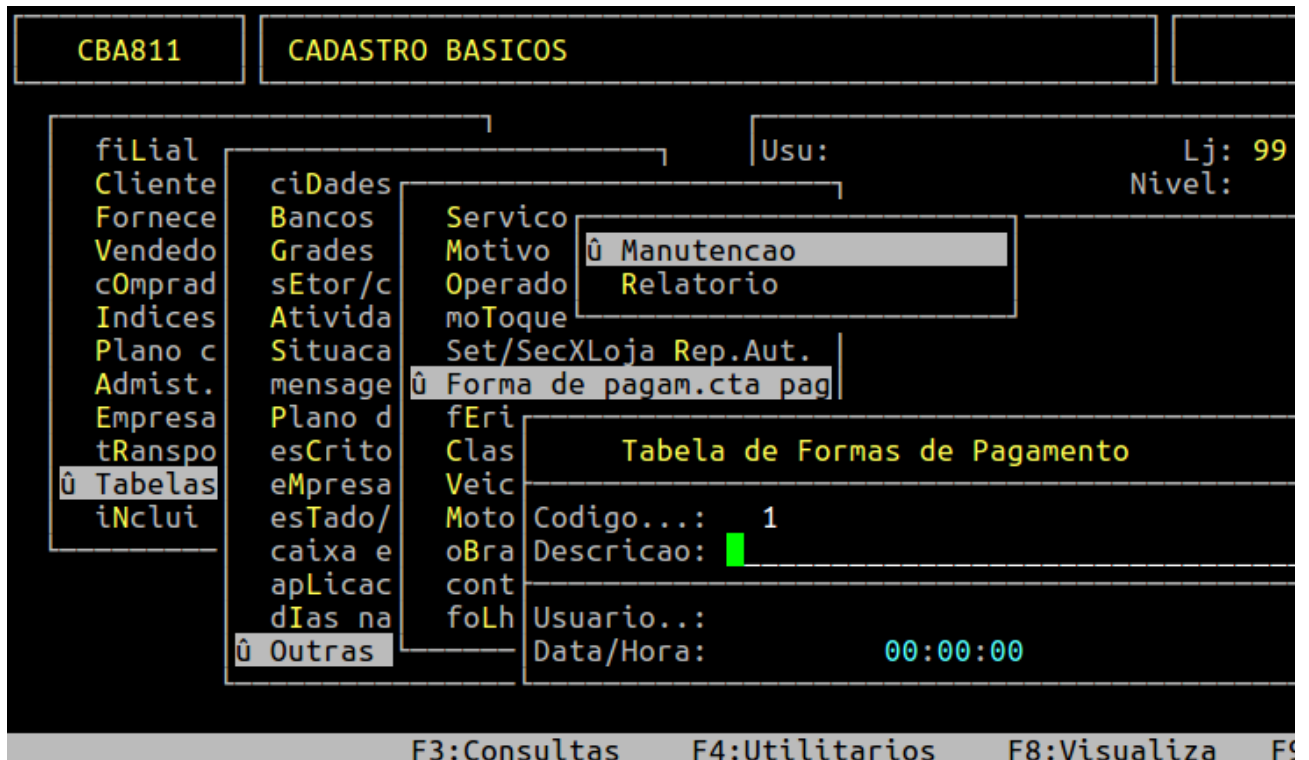 CBA811 CADASTRO BASICOS
fiLial Usu: Lj: 99
Cliente ciDades Nivel:
Fornece Bancos Servico
Vendedo Grades Motivo û Manutencao
cOmprad sEtor/c Operado Relatorio
Indices Ativida moToque
Plano c Situaca Set/SecXLoja Rep.Aut.
Admist. mensage û Forma de pagam.cta pag
Empresa Plano d fEri
tRanspo esCrito Clas Tabela de Formas de Pagamento
û Tabelas eMpresa Veic
iNclui esTado/ Moto Codigo...: 1
caixa e oBra Descricao:
apLicac cont
dIas na foLh Usuario..:
û Outras Data/Hora: 00:00:00
F3:Consultas F4:Utilitarios F8:Visualiza F9